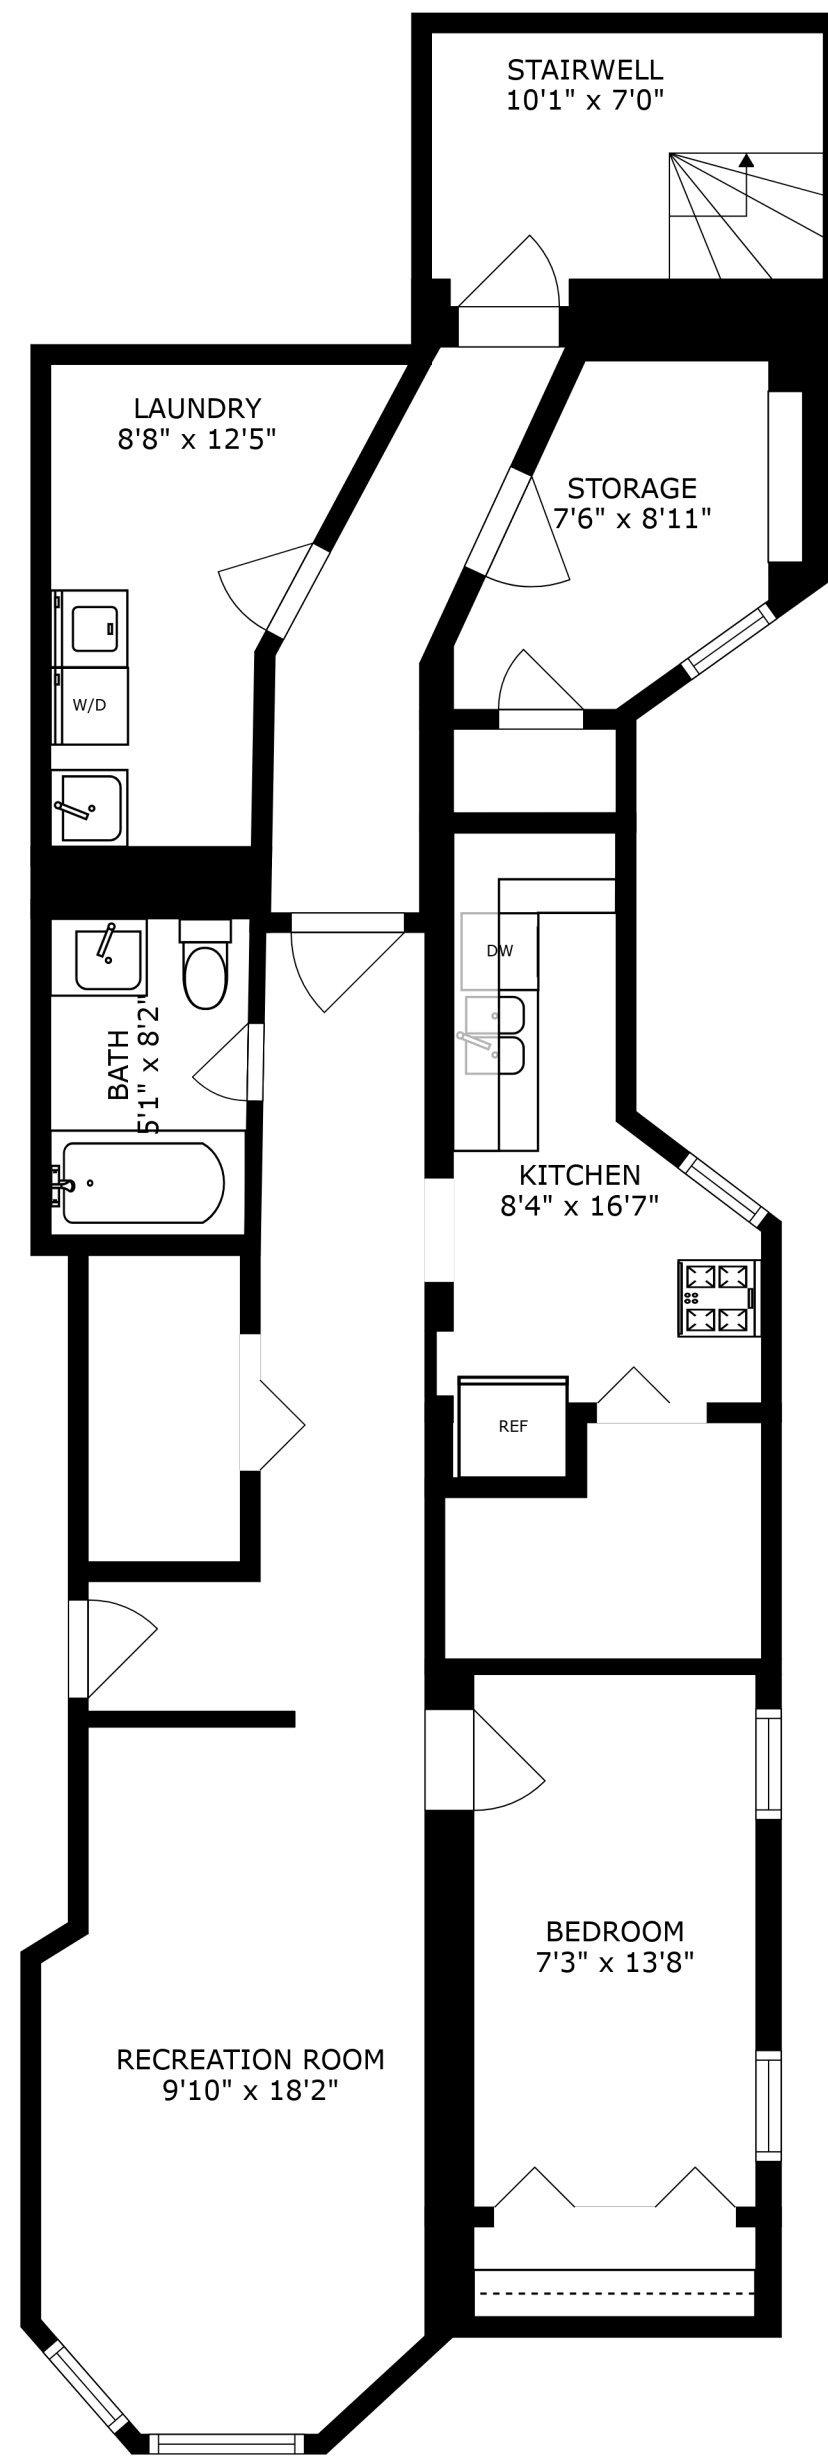 STAIRWELL
10'1" x 7'0"
LAUNDRY
8'8" x 12'5"
STORAGE
7'6" x 8'11"
W/D
DW
BATH
5'1" x 8'2"
KITCHEN
8'4" x 16'7"
REF
BEDROOM
7'3" x 13'8"
RECREATION ROOM
9'10" x 18'2"